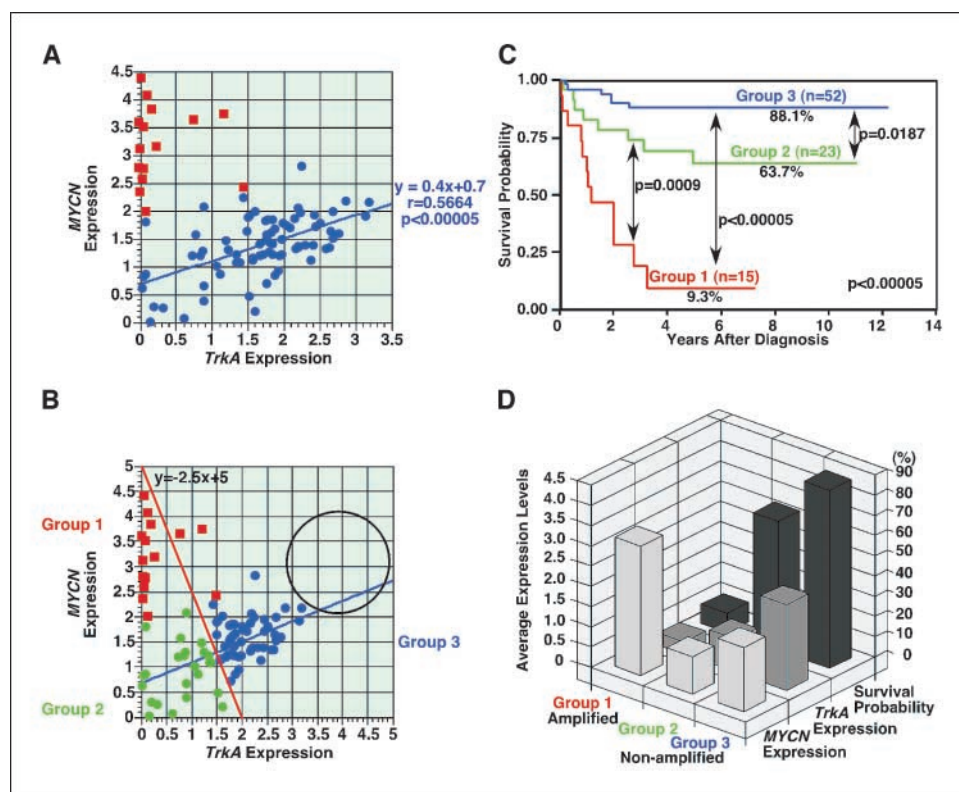 A
MYCN Expression
4.5
4
3.5
3
2.5
2
1.5
1
0.5
0
0 0.5 1 1.5 2 2.5 3 3.5
TrkA Expression
y = 0.4x+0.7
r=0.5664
p<0.00005
C
Survival Probability
1.00
0.75
0.50
0.25
0.00
Group 3 (n=52)
88.1%
p=0.0187
Group 2 (n=23)
63.7%
p=0.0009
p<0.00005
Group 1 (n=15)
9.3%
p<0.00005
0 2 4 6 8 10 12 14
Years After Diagnosis
B
y=-2.5x+5
Group 1
MYCN Expression
Group 2
Group 3
5
4.5
4
3.5
3
2.5
2
1.5
1
0.5
0
0 0.5 1 1.5 2 2.5 3 3.5 4 4.5 5
TrkA Expression
D
Average Expression Levels
4.5
4.0
3.5
3.0
2.5
2.0
1.5
1.0
0
(%)
90
80
70
60
50
40
30
20
10
0
Group 1
Amplified
Group 2
Group 3
Non-amplified
MYCN
Expression
TrkA
Expression
Survival
Probability